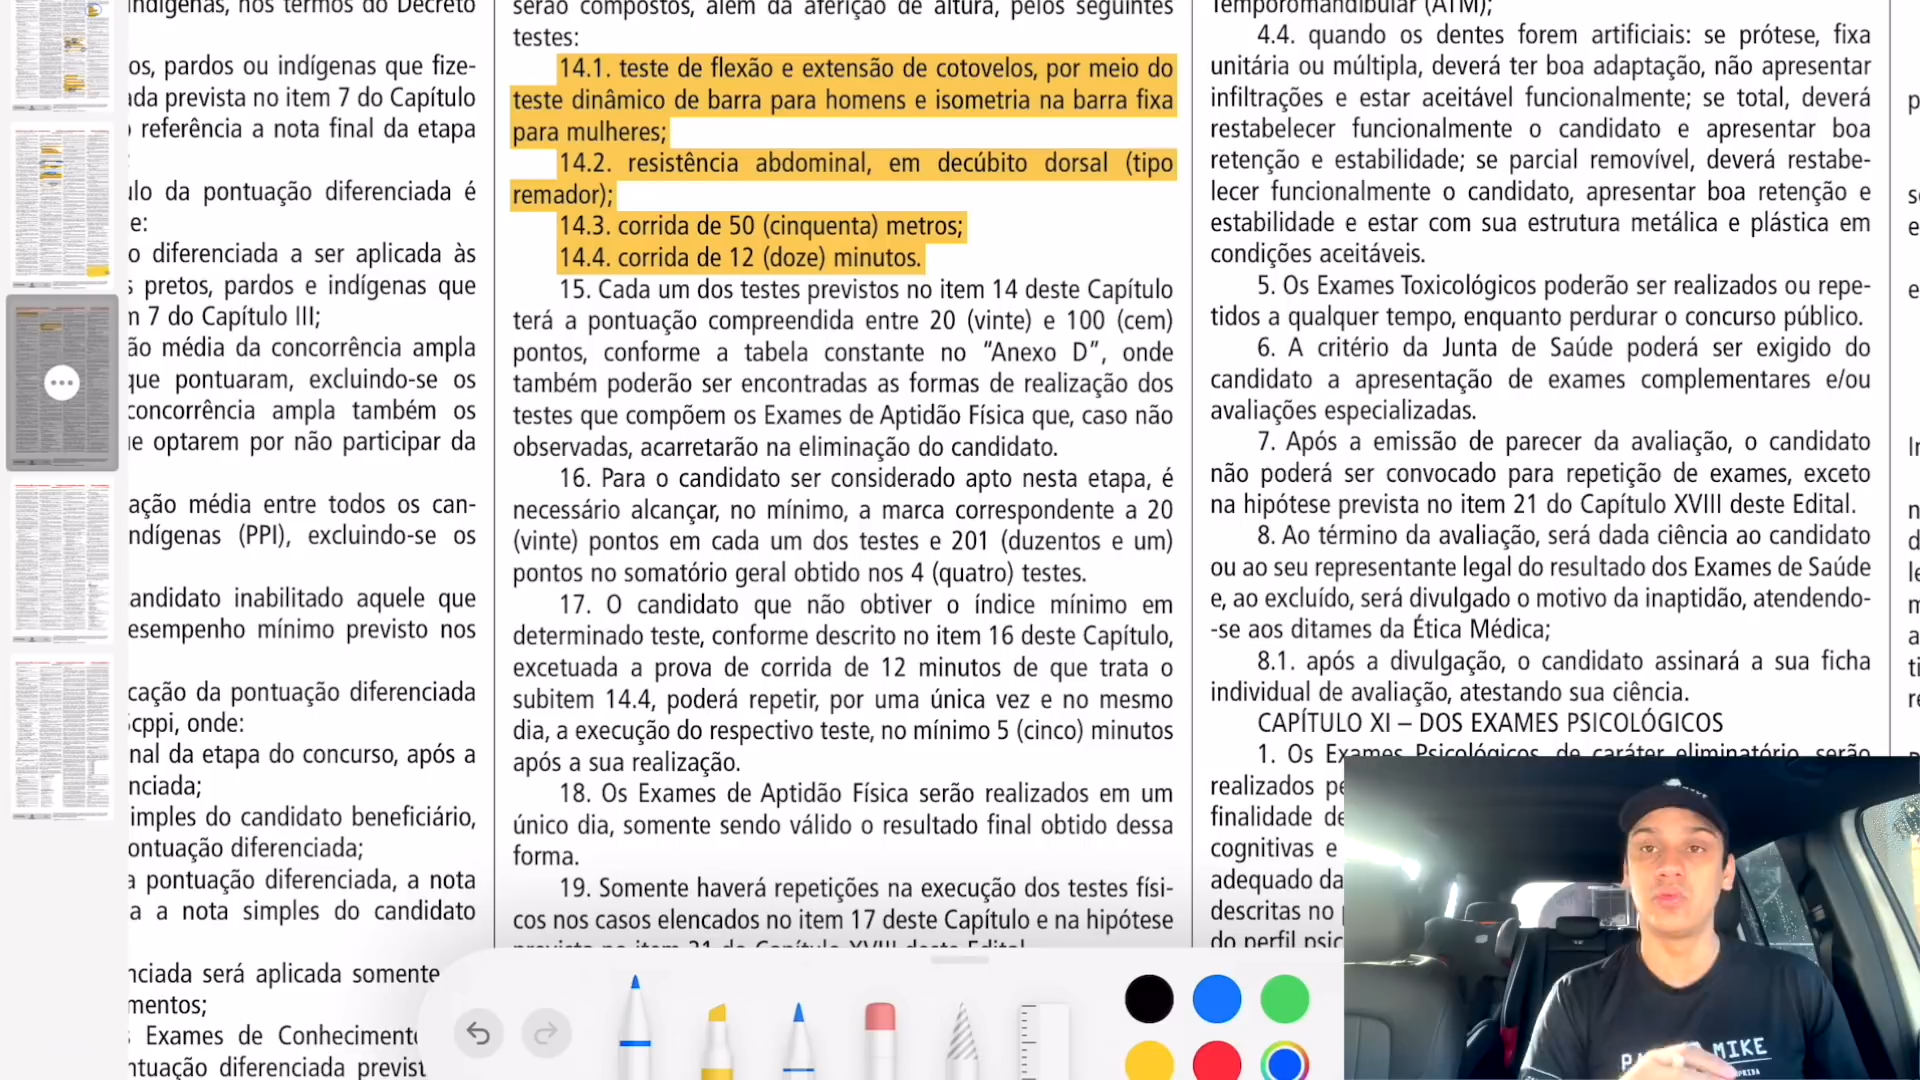 indígenas, nos termos do Decreto
os, pardos ou indígenas que fize-
ada prevista no item 7 do Capítulo
referência a nota final da etapa
ulo da pontuação diferenciada é
e:
o diferenciada a ser aplicada às
s pretos, pardos e indígenas que
m 7 do Capítulo III;
ão média da concorrência ampla
que pontuaram, excluindo-se os
concorrência ampla também os
e optarem por não participar da
ação média entre todos os can-
ndígenas (PPI), excluindo-se os
andidato inabilitado aquele que
esempenho mínimo previsto nos
cação da pontuação diferenciada
cppi, onde:
nal da etapa do concurso, após a
nciada;
imples do candidato beneficiário,
ontuação diferenciada;
a pontuação diferenciada, a nota
a a nota simples do candidato
nciada será aplicada somente
mentos;
Exames de Conheciment
ntuação diferenciada previst
serão compostos, além da aferição de altura, pelos seguintes
testes:
14.1. teste de flexão e extensão de cotovelos, por meio do
teste dinâmico de barra para homens e isometria na barra fixa
para mulheres;
14.2. resistência abdominal, em decúbito dorsal (tipo
remador);
14.3. corrida de 50 (cinquenta) metros;
14.4. corrida de 12 (doze) minutos.
15. Cada um dos testes previstos no item 14 deste Capítulo
terá a pontuação compreendida entre 20 (vinte) e 100 (cem)
pontos, conforme a tabela constante no “Anexo D”, onde
também poderão ser encontradas as formas de realização dos
testes que compõem os Exames de Aptidão Física que, caso não
observadas, acarretarão na eliminação do candidato.
16. Para o candidato ser considerado apto nesta etapa, é
necessário alcançar, no mínimo, a marca correspondente a 20
(vinte) pontos em cada um dos testes e 201 (duzentos e um)
pontos no somatório geral obtido nos 4 (quatro) testes.
17. O candidato que não obtiver o índice mínimo em
determinado teste, conforme descrito no item 16 deste Capítulo,
excetuada a prova de corrida de 12 minutos de que trata o
subitem 14.4, poderá repetir, por uma única vez e no mesmo
dia, a execução do respectivo teste, no mínimo 5 (cinco) minutos
após a sua realização.
18. Os Exames de Aptidão Física serão realizados em um
único dia, somente sendo válido o resultado final obtido dessa
forma.
19. Somente haverá repetições na execução dos testes físi-
cos nos casos elencados no item 17 deste Capítulo e na hipótese
prevista no item 21 do Capítulo XVIII deste Edital.
Temporomandibular (ATM);
4.4. quando os dentes forem artificiais: se prótese, fixa
unitária ou múltipla, deverá ter boa adaptação, não apresentar
infiltrações e estar aceitável funcionalmente; se total, deverá
restabelecer funcionalmente o candidato e apresentar boa
retenção e estabilidade; se parcial removível, deverá restabe-
lecer funcionalmente o candidato, apresentar boa retenção e
estabilidade e estar com sua estrutura metálica e plástica em
condições aceitáveis.
5. Os Exames Toxicológicos poderão ser realizados ou repe-
tidos a qualquer tempo, enquanto perdurar o concurso público.
6. A critério da Junta de Saúde poderá ser exigido do
candidato a apresentação de exames complementares e/ou
avaliações especializadas.
7. Após a emissão de parecer da avaliação, o candidato
não poderá ser convocado para repetição de exames, exceto
na hipótese prevista no item 21 do Capítulo XVIII deste Edital.
8. Ao término da avaliação, será dada ciência ao candidato
ou ao seu representante legal do resultado dos Exames de Saúde
e, ao excluído, será divulgado o motivo da inaptidão, atendendo-
-se aos ditames da Ética Médica;
8.1. após a divulgação, o candidato assinará a sua ficha
individual de avaliação, atestando sua ciência.
CAPÍTULO XI – DOS EXAMES PSICOLÓGICOS
1. Os Exames Psicológicos, de caráter eliminatório, serão
realizados pe
finalidade de
cognitivas e
adequado da
descritas no
do perfil psic
MIKE